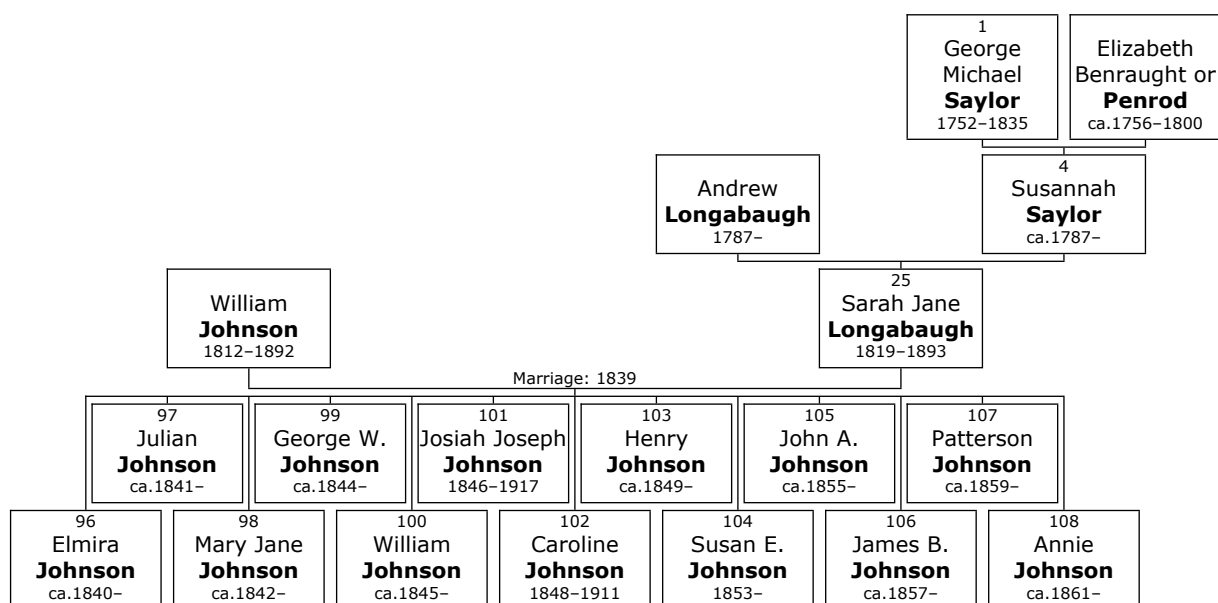 1
George
Michael
Saylor
1752–1835
Elizabeth
Benraught or
Penrod
ca.1756–1800
Andrew
Longabaugh
1787–
4
Susannah
Saylor
ca.1787–
William
Johnson
1812–1892
25
Sarah Jane
Longabaugh
1819–1893
Marriage: 1839
97
Julian
Johnson
ca.1841–
99
George W.
Johnson
ca.1844–
101
Josiah Joseph
Johnson
1846–1917
103
Henry
Johnson
ca.1849–
105
John A.
Johnson
ca.1855–
107
Patterson
Johnson
ca.1859–
96
Elmira
Johnson
ca.1840–
98
Mary Jane
Johnson
ca.1842–
100
William
Johnson
ca.1845–
102
Caroline
Johnson
1848–1911
104
Susan E.
Johnson
1853–
106
James B.
Johnson
ca.1857–
108
Annie
Johnson
ca.1861–